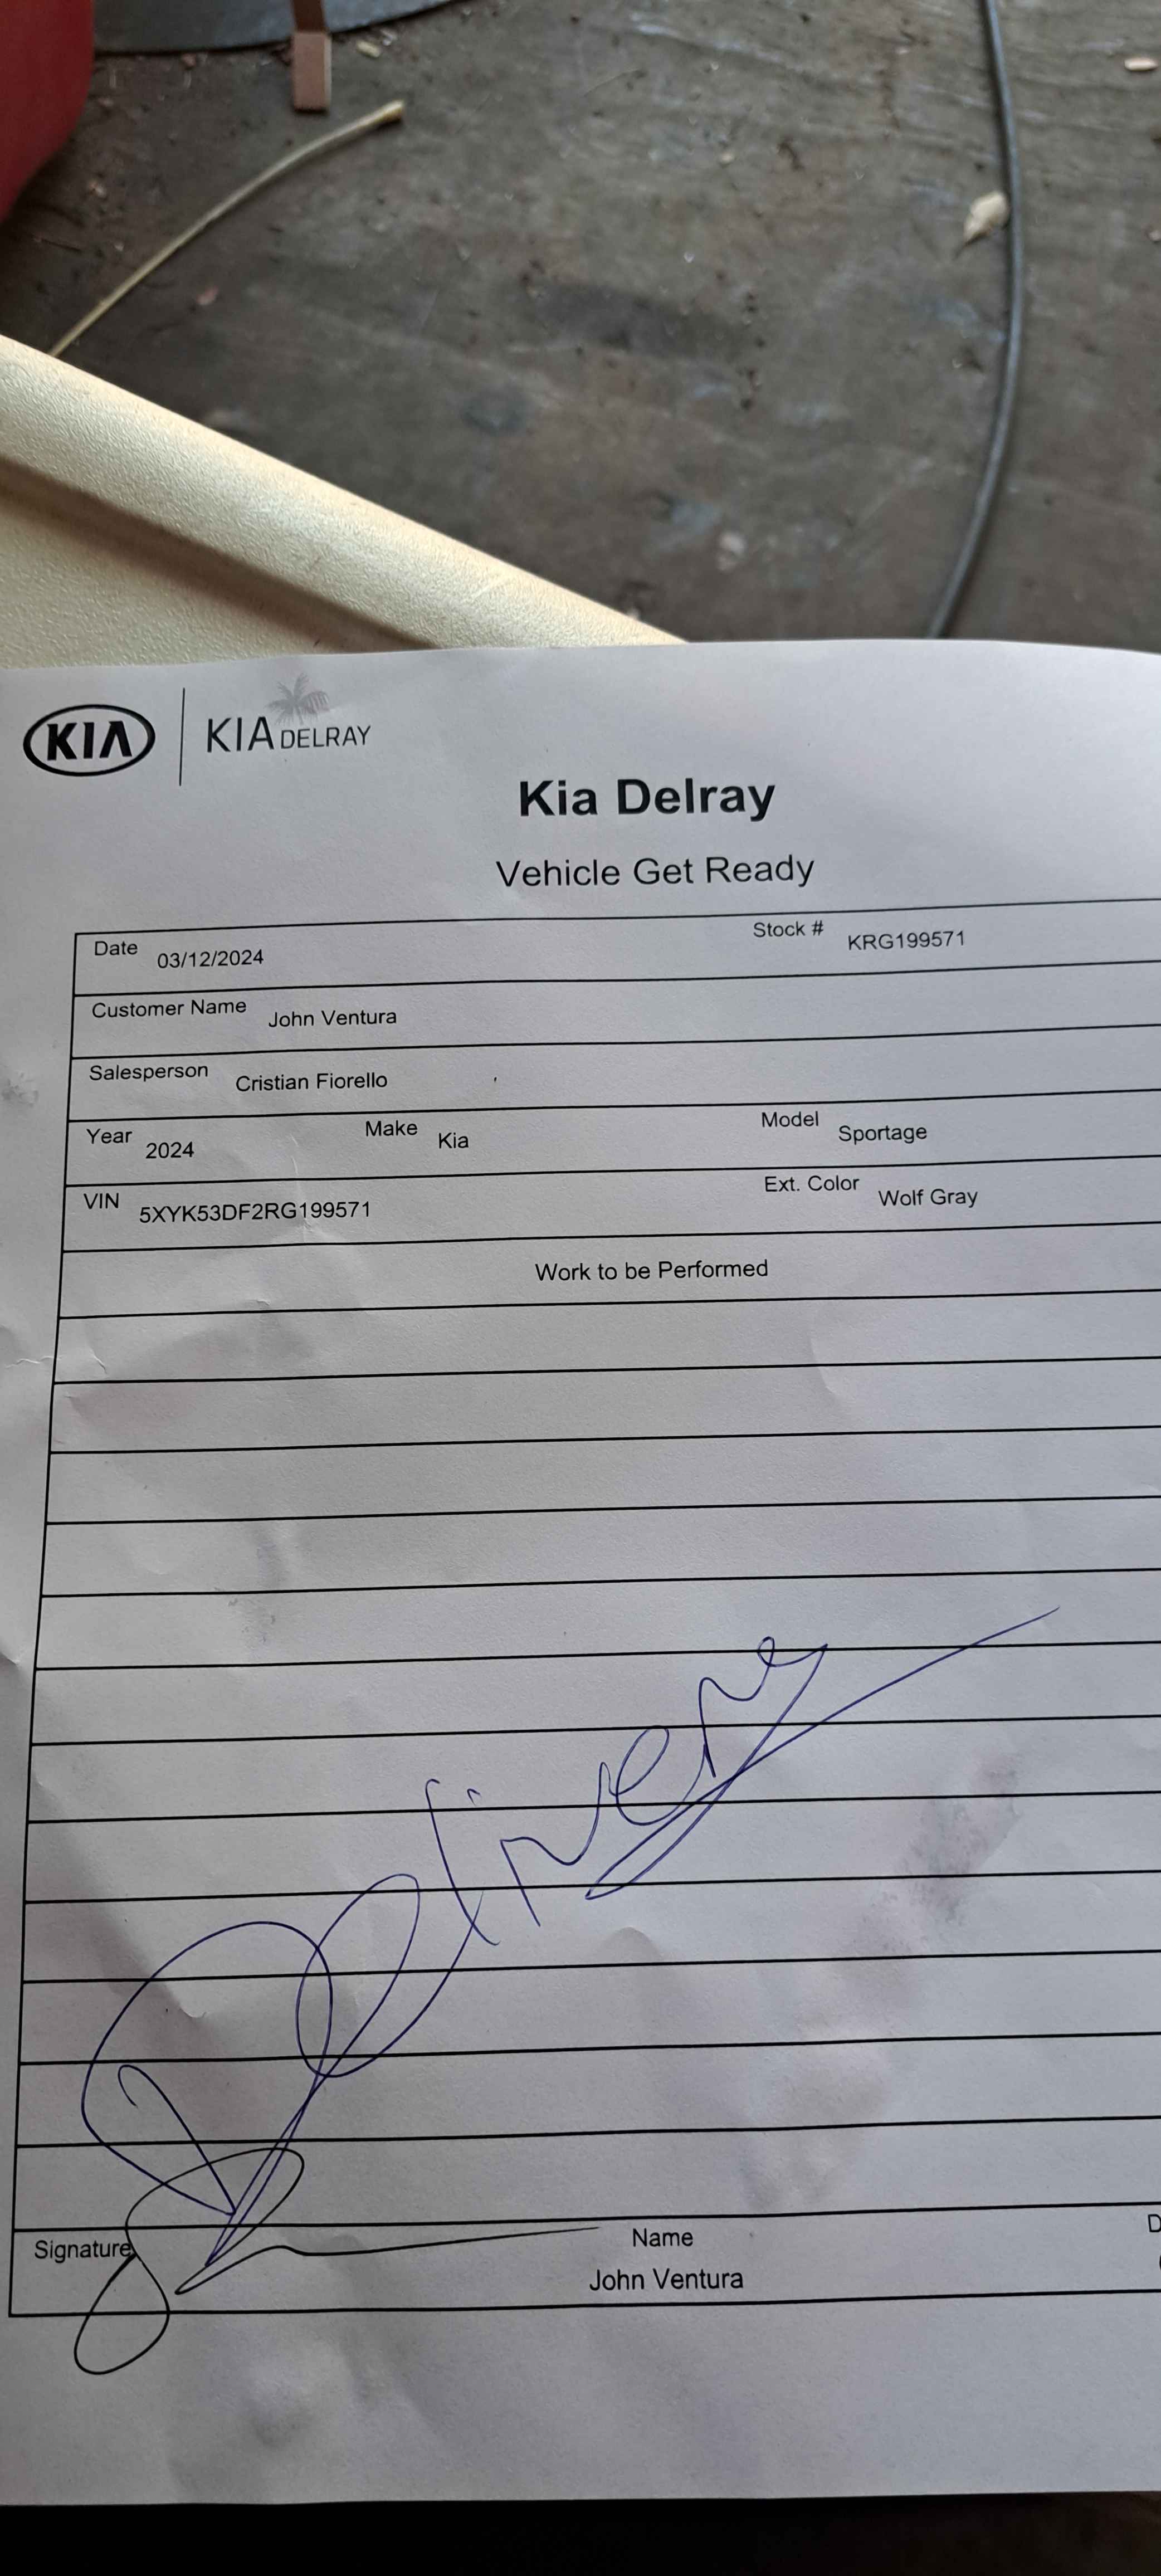 KIA KIA DELRAY
Kia Delray
Vehicle Get Ready
Date 03/12/2024 Stock # KRG199571
Customer Name John Ventura
Salesperson Cristian Fiorello
Year 2024 Make Kia Model Sportage
VIN 5XYK53DF2RG199571 Ext. Color Wolf Gray
Work to be Performed
Delivery
Signature Name D
John Ventura